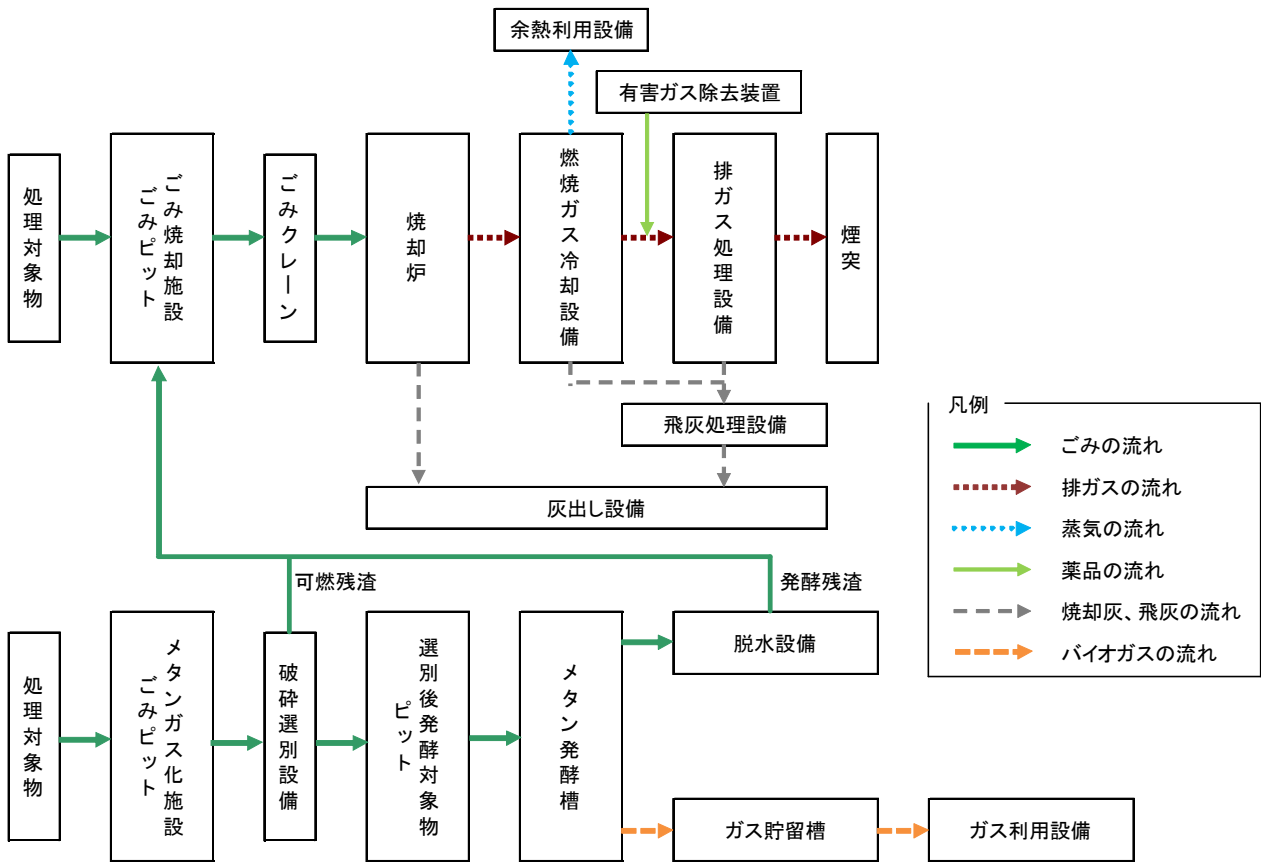 余熱利用設備
有害ガス除去装置
処理対象物
ごみ焼却施設
ごみピット
ごみクレーン
焼却炉
燃焼ガス冷却設備
排ガス処理設備
煙突
飛灰処理設備
灰出し設備
凡例
ごみの流れ
排ガスの流れ
蒸気の流れ
薬品の流れ
焼却灰、飛灰の流れ
バイオガスの流れ
可燃残渣
発酵残渣
処理対象物
メタンガス化施設
ごみピット
破砕選別設備
選別後発酵対象物
ピット
メタン発酵槽
脱水設備
ガス貯留槽
ガス利用設備